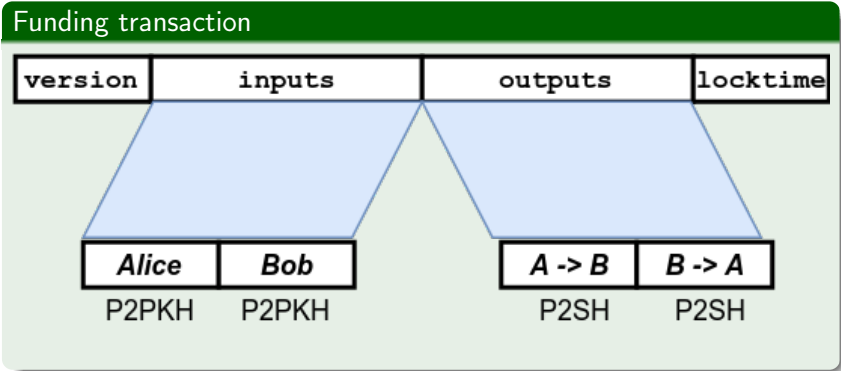 Funding transaction
version inputs outputs locktime
Alice Bob A -> B B -> A
P2PKH P2PKH P2SH P2SH